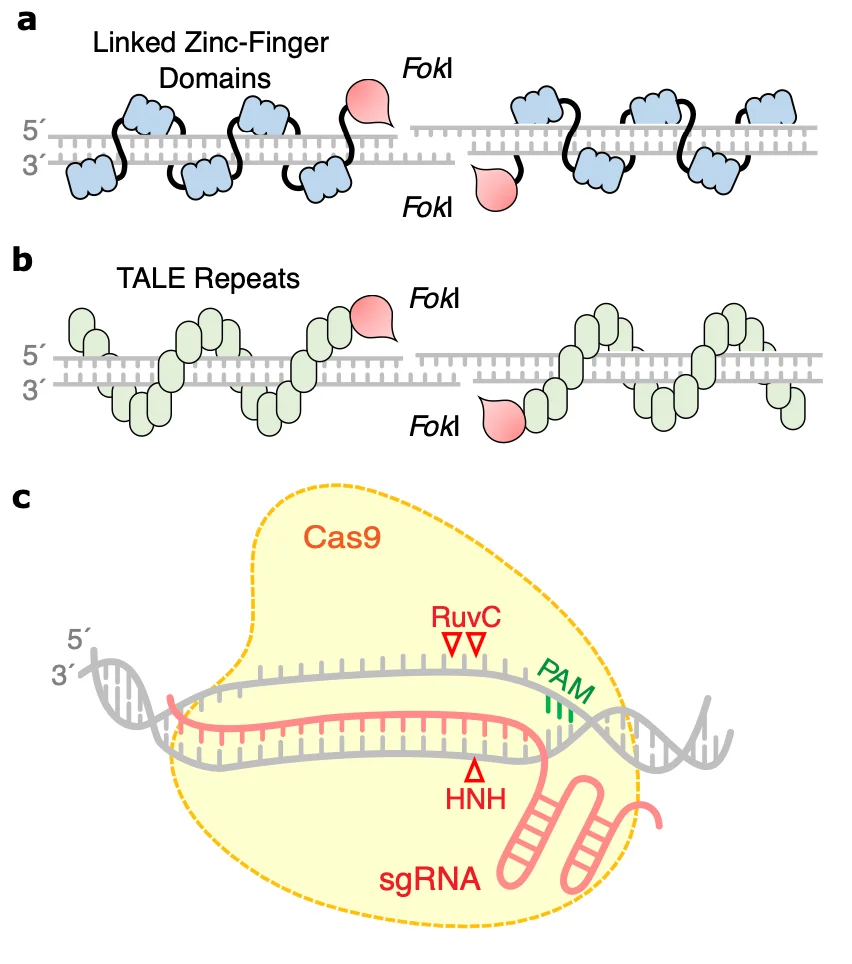 a
Linked Zinc-Finger
Domains
FokI
5´
3´
FokI
b
TALE Repeats
FokI
5´
3´
FokI
c
Cas9
RuvC
5´
3´
PAM
HNH
sgRNA